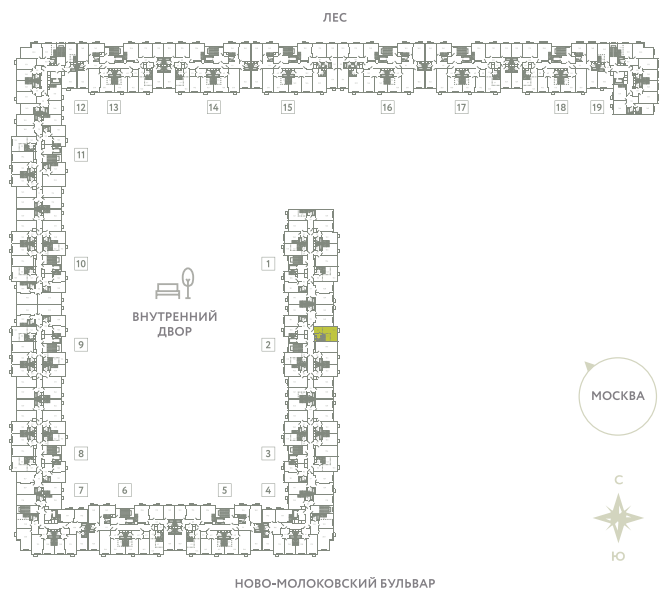 ЛЕС
12 13 14 15 16 17 18 19
11
10 1
ВНУТРЕННИЙ
ДВОР
9 2
МОСКВА
8 3
С
7 6 5 4
Ю
НОВО-МОЛОКОВСКИЙ БУЛЬВАР